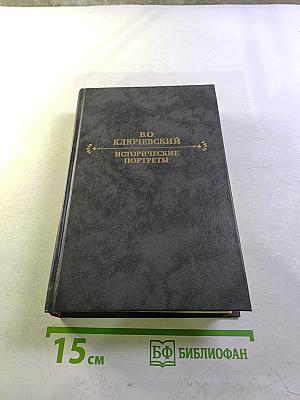 В.О
КЛЮЧЕВСКИЙ
ИСТОРИЧЕСКИЕ
ПОРТРЕТЫ
15 см
БФ БИБЛИОФАН